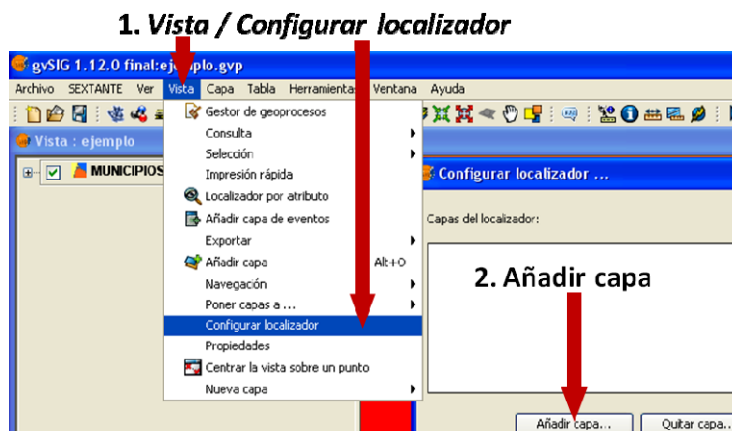 1. Vista / Configurar localizador
gvSIG 1.12.0 final:ejemplo.gvp
Archivo SEXTANTE Ver Vista Capa Tabla Herramientas Ventana Ayuda
Vista : ejemplo
MUNICIPIOS
Gestor de geoprocesos
Consulta
Selección
Impresión rápida
Localizador por atributo
Añadir capa de eventos
Exportar
Añadir capa Alt+O
Navegación
Poner capas a ...
Configurar localizador
Propiedades
Centrar la vista sobre un punto
Nueva capa
Configurar localizador ...
Capas del localizador:
2. Añadir capa
Añadir capa... Quitar capa..